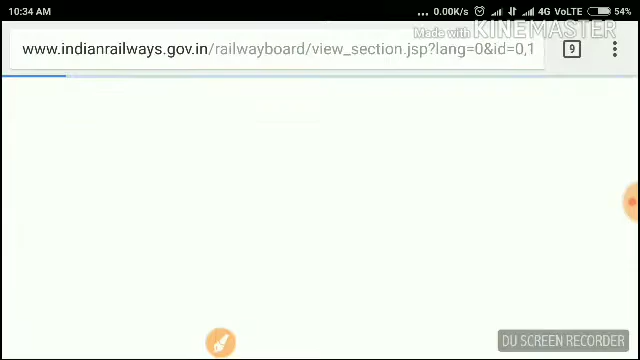 10:34 AM ... 0.00K/s 4G VoLTE 54%
Made with KINEMASTER
www.indianrailways.gov.in/railwayboard/view_section.jsp?lang=0&id=0,1 9
DU SCREEN RECORDER